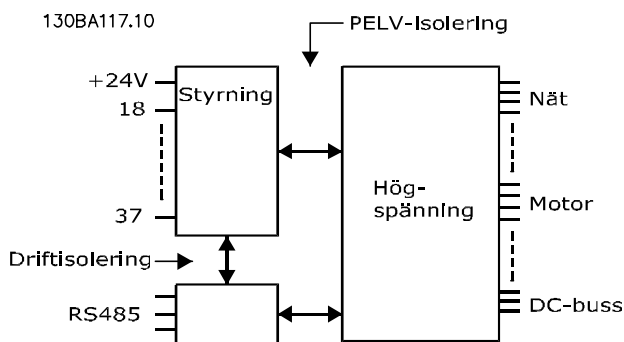 130BA117.10
PELV-isolering
+24V
18
37
Styrning
Hög-
spänning
Nät
Motor
DC-buss
Driftisolering
RS485